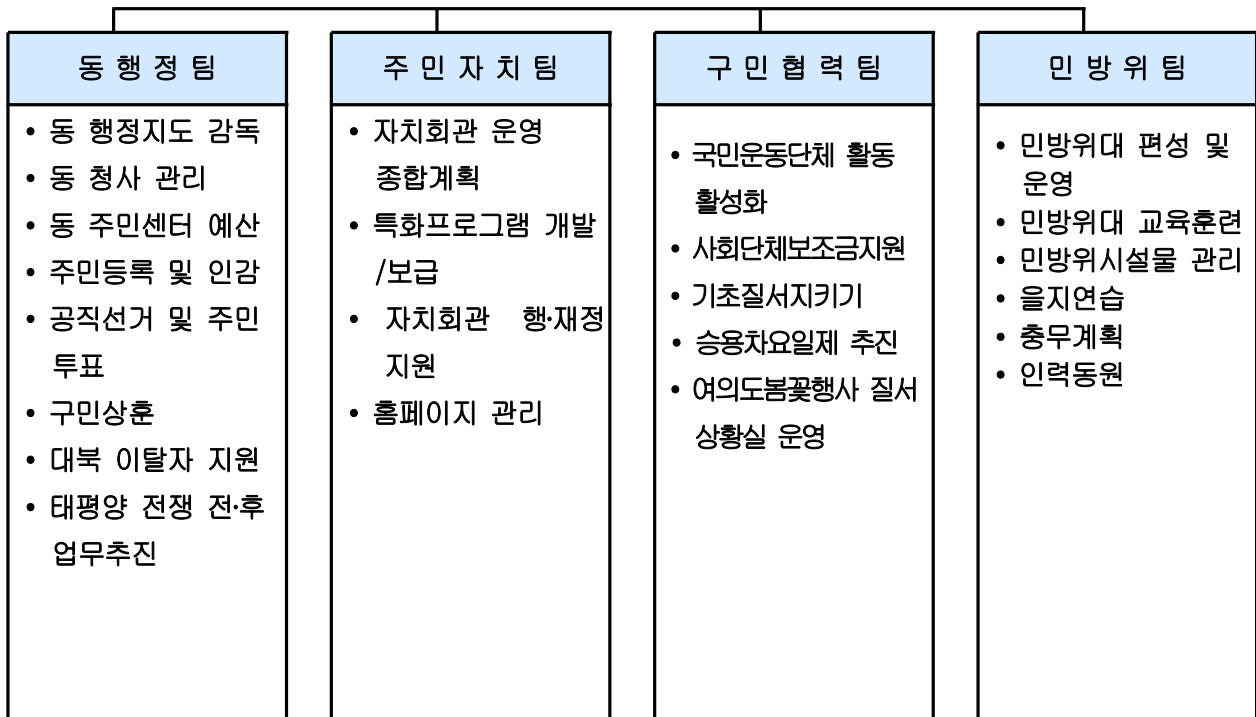 동 행 정 팀
• 동 행정지도 감독
• 동 청사 관리
• 동 주민센터 예산
• 주민등록 및 인감
• 공직선거 및 주민
투표
• 구민상훈
• 대북 이탈자 지원
• 태평양 전쟁 전·후
업무추진
주 민 자 치 팀
• 자치회관 운영
종합계획
• 특화프로그램 개발
/보급
• 자치회관 행·재정
지원
• 홈페이지 관리
구 민 협 력 팀
• 국민운동단체 활동
활성화
• 사회단체보조금지원
• 기초질서지키기
• 승용차요일제 추진
• 여의도봄꽃행사 질서
상황실 운영
민 방 위 팀
• 민방위대 편성 및
운영
• 민방위대 교육훈련
• 민방위시설물 관리
• 을지연습
• 충무계획
• 인력동원